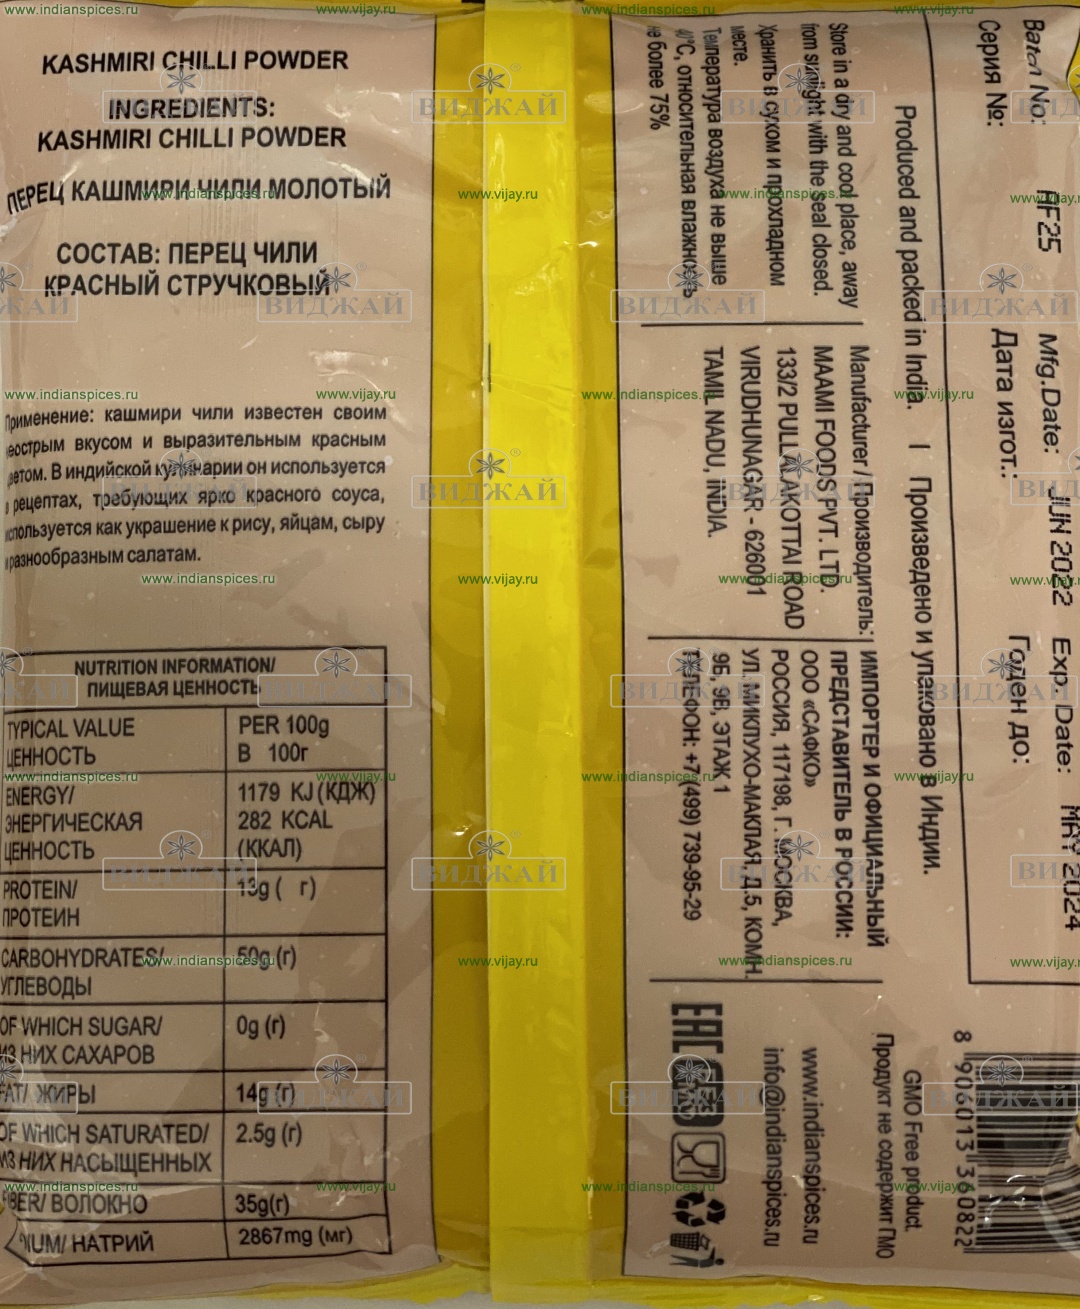 KASHMIRI CHILLI POWDER
INGREDIENTS:
KASHMIRI CHILLI POWDER
ПЕРЕЦ КАШМИРИ ЧИЛИ МОЛОТЫЙ
СОСТАВ: ПЕРЕЦ ЧИЛИ
КРАСНЫЙ СТРУЧКОВЫЙ
Применение: кашмири чили известен своим
неострым вкусом и выразительным красным
цветом. В индийской кулинарии он используется
в рецептах, требующих ярко красного соуса,
используется как украшение к рису, яйцам, сыру
и разнообразным салатам.
NUTRITION INFORMATION/
ПИЩЕВАЯ ЦЕННОСТЬ
TYPICAL VALUE PER 100g
ЦЕННОСТЬ В 100г
ENERGY/ 1179 KJ (КДЖ)
ЭНЕРГИЧЕСКАЯ 282 KCAL
ЦЕННОСТЬ (ККАЛ)
PROTEIN/ 13g ( г)
ПРОТЕИН
CARBOHYDRATES/ 50g (г)
УГЛЕВОДЫ
OF WHICH SUGAR/ 0g (г)
ИЗ НИХ САХАРОВ
FAT/ ЖИРЫ 14g (г)
OF WHICH SATURATED/ 2.5g (г)
ИЗ НИХ НАСЫЩЕННЫХ
FIBER/ ВОЛОКНО 35g(г)
IUM/ НАТРИЙ 2867mg (мг)
Batch No: HF25 Mfg.Date: JUN 2022 Exp.Date: MAY 2024
Серия №: Дата изгот.: Годен до:
Produced and packed in India. | Произведено и упаковано в Индии.
Store in a dry and cool place, away
from sunlight with the seal closed.
Хранить в сухом и прохладном
месте.
Температура воздуха не выше
°C, относительная влажность
не более 75%
Manufacturer / Производитель:
MAAMI FOODS PVT. LTD.
133/2 PULLALAKOTTAI ROAD
VIRUDHUNAGAR - 626001
TAMIL NADU, INDIA.
ИМПОРТЕР И ОФИЦИАЛЬНЫЙ
ПРЕДСТАВИТЕЛЬ В РОССИИ:
ООО «САФКО»
РОССИЯ, 117198, Г. МОСКВА,
УЛ. МИКЛУХО-МАКЛАЯ, Д.5, КОМН.
9Б, 9В, ЭТАЖ 1
ТЕЛЕФОН: +7(499) 739-95-29
GMO Free product.
Продукт не содержит ГМО
www.indianspices.ru
info@indianspices.ru
EAC
8 906013 360822
ВИДЖАЙ
www.indianspices.ru
www.vijay.ru